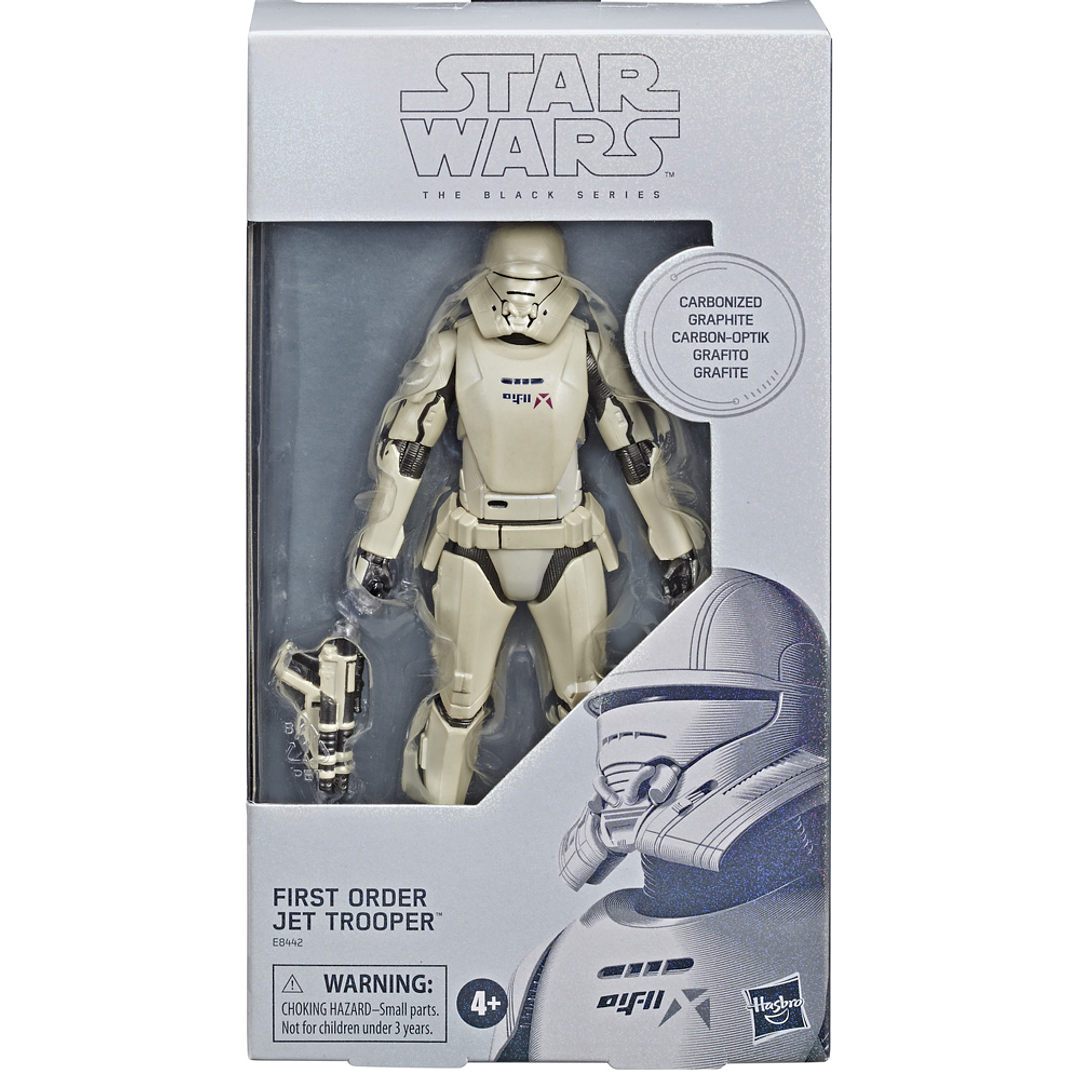 STAR
WARS™
THE BLACK SERIES
CARBONIZED
GRAPHITE
CARBON-OPTIK
GRAFITO
GRAFITE
FIRST ORDER
JET TROOPER™
E8442
WARNING:
CHOKING HAZARD–Small parts.
Not for children under 3 years.
4+
Hasbro